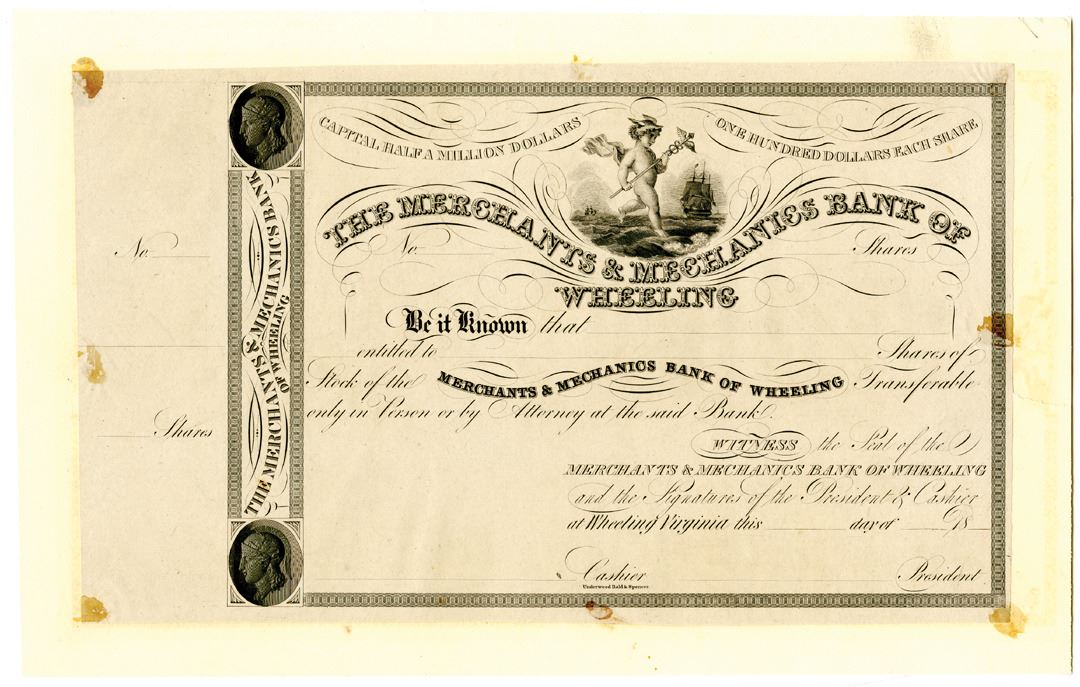 CAPITAL HALF A MILLION DOLLARS
ONE HUNDRED DOLLARS EACH SHARE
THE MERCHANTS & MECHANICS BANK OF
WHEELING
No.
Shares
Be it Known that
entitled to Shares of
Stock of the MERCHANTS & MECHANICS BANK OF WHEELING Transferable
only in Person or by Attorney at the said Bank.
WITNESS the Seal of the
MERCHANTS & MECHANICS BANK OF WHEELING
and the Signatures of the President & Cashier
at Wheeling Virginia this day of 18
Cashier President
Underwood Bald & Spencer
No.
Shares
THE MERCHANTS & MECHANICS BANK
OF WHEELING